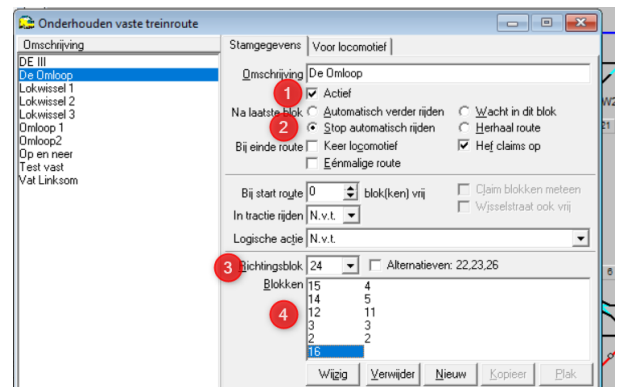 Onderhouden vaste treinroute
Omschrijving
DE III
De Omloop
Lokwissel 1
Lokwissel 2
Lokwissel 3
Omloop 1
Omloop2
Op en neer
Test vast
Vat Linksom
Stamgegevens Voor locomotief
Omschrijving De Omloop
1 Actief
Na laatste blok Automatisch verder rijden Wacht in dit blok
2 Stop automatisch rijden Herhaal route
Bij einde route Keer locomotief Hef claims op
Eénmalige route
Bij start route 0 blok(ken) vrij Claim blokken meteen
Wisselstraat ook vrij
In tractie rijden N.v.t.
Logische actie N.v.t.
3 Richtingsblok 24 Alternatieven: 22,23,26
Blokken 15 4
14 5
4 12 11
3 3
2 2
16
Wijzig Verwijder Nieuw Kopieer Plak
W2
21
6